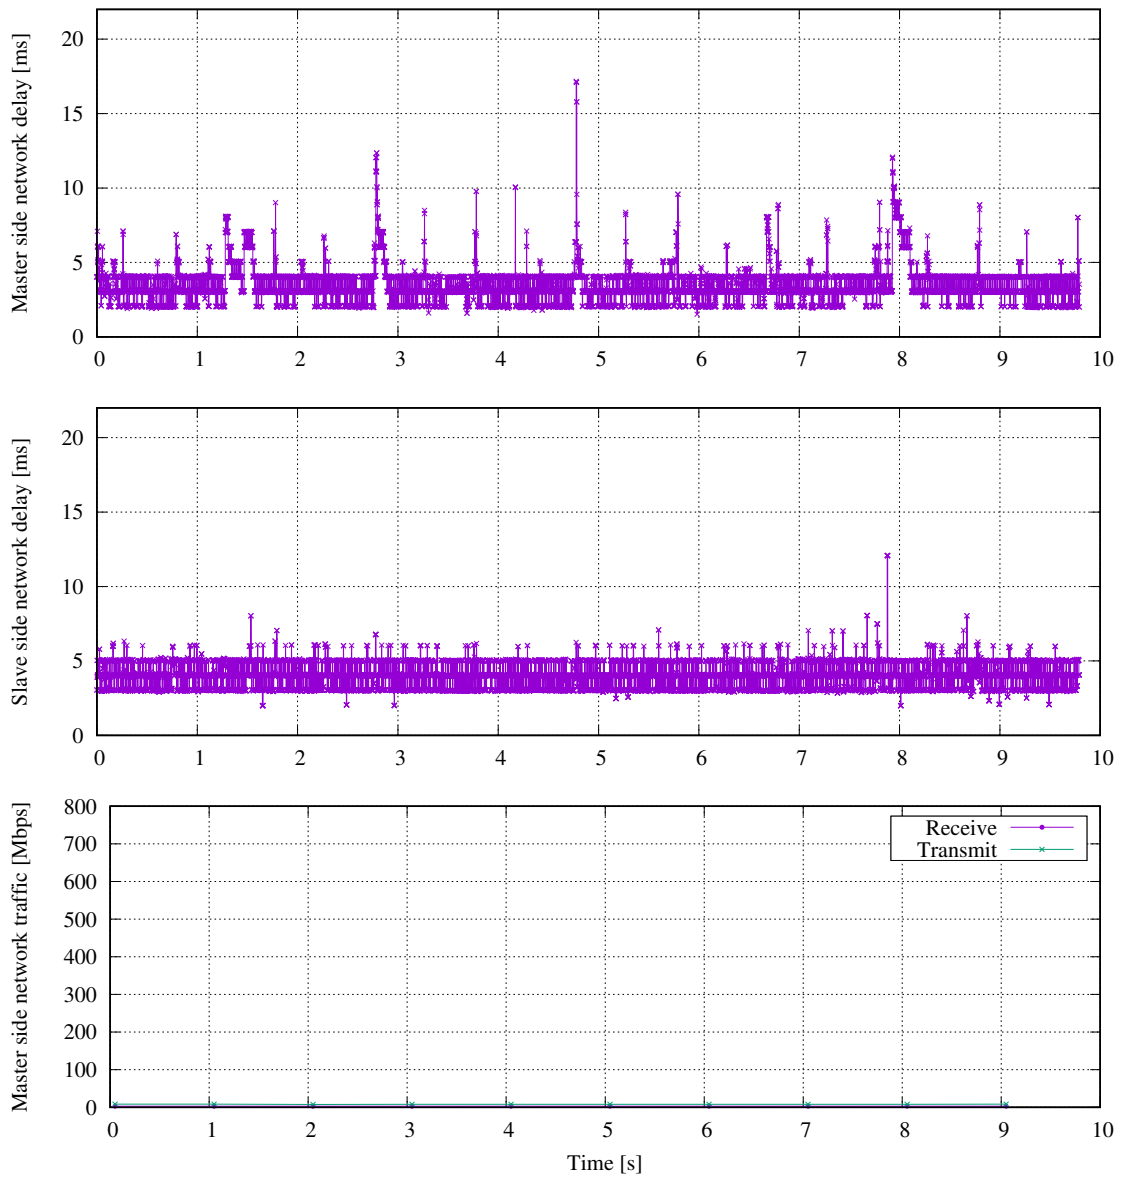 Master side network delay [ms]
20
15
10
5
0
0 1 2 3 4 5 6 7 8 9 10
Slave side network delay [ms]
20
15
10
5
0
0 1 2 3 4 5 6 7 8 9 10
Master side network traffic [Mbps]
800
700
600
500
400
300
200
100
0
Receive
Transmit
0 1 2 3 4 5 6 7 8 9 10
Time [s]